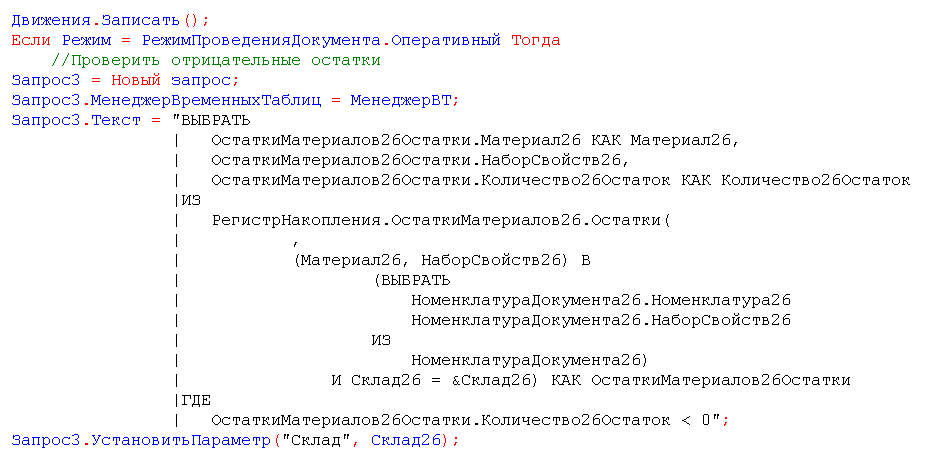 Движения.Записать();
Если Режим = РежимПроведенияДокумента.Оперативный Тогда
//Проверить отрицательные остатки
Запрос3 = Новый запрос;
Запрос3.МенеджерВременныхТаблиц = МенеджерВТ;
Запрос3.Текст = "ВЫБРАТЬ
| ОстаткиМатериалов26Остатки.Материал26 КАК Материал26,
| ОстаткиМатериалов26Остатки.НаборСвойств26,
| ОстаткиМатериалов26Остатки.Количество26Остаток КАК Количество26Остаток
|ИЗ
| РегистрНакопления.ОстаткиМатериалов26.Остатки(
| ,
| (Материал26, НаборСвойств26) В
| (ВЫБРАТЬ
| НоменклатураДокумента26.Номенклатура26
| НоменклатураДокумента26.НаборСвойств26
| ИЗ
| НоменклатураДокумента26)
| И Склад26 = &Склад26) КАК ОстаткиМатериалов26Остатки
|ГДЕ
| ОстаткиМатериалов26Остатки.Количество26Остаток < 0";
Запрос3.УстановитьПараметр("Склад", Склад26);